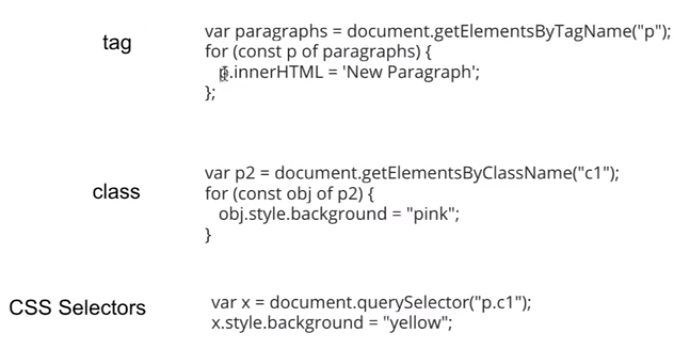 tag
var paragraphs = document.getElementsByTagName("p");
for (const p of paragraphs) {
p.innerHTML = 'New Paragraph';
};
class
var p2 = document.getElementsByClassName("c1");
for (const obj of p2) {
obj.style.background = "pink";
}
CSS Selectors
var x = document.querySelector("p.c1");
x.style.background = "yellow";